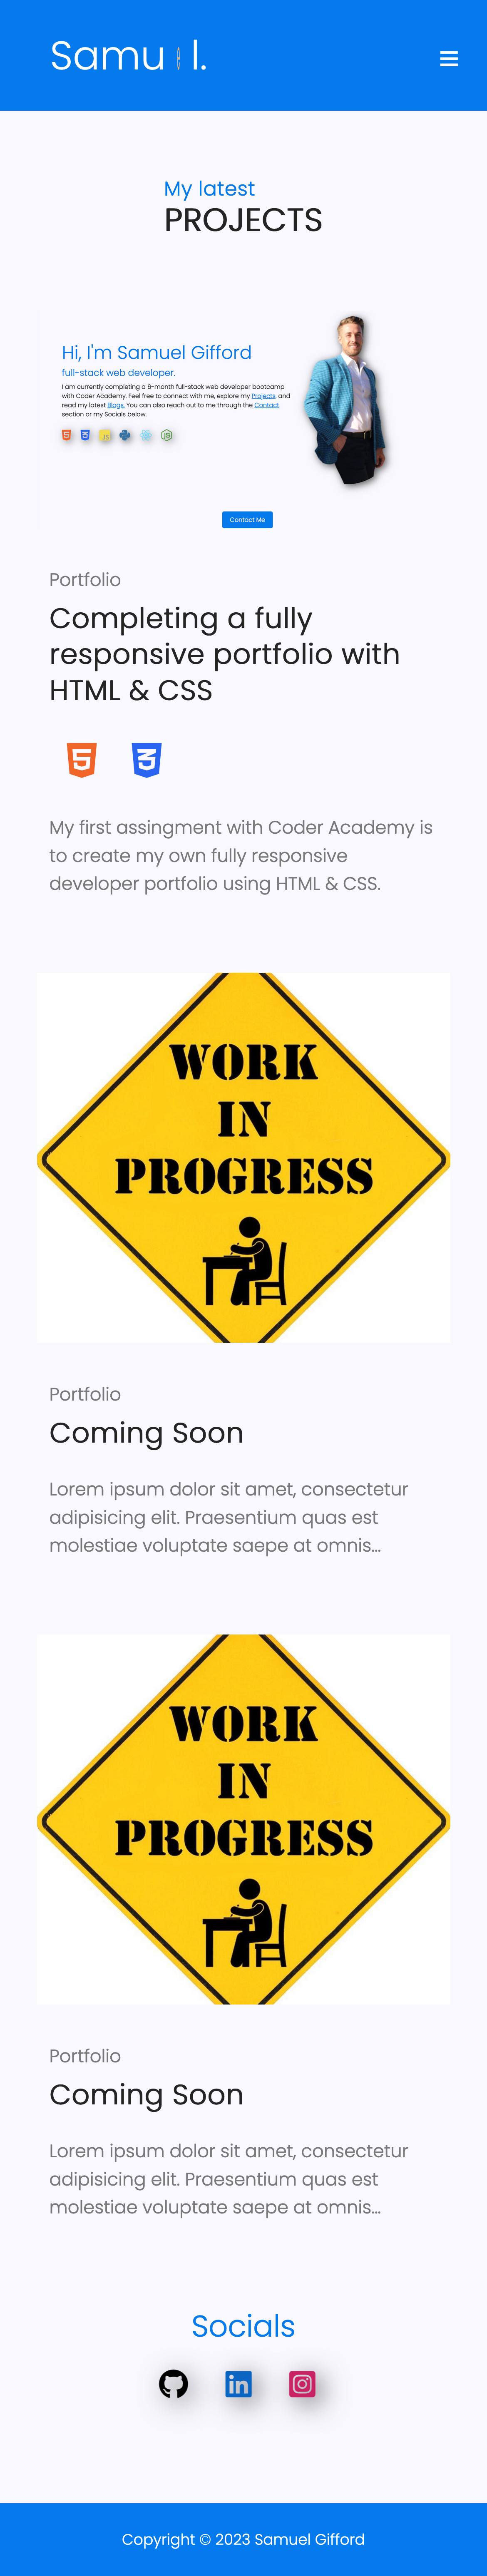 Samu l.
My latest
PROJECTS
Hi, I'm Samuel Gifford
full-stack web developer.
I am currently completing a 6-month full-stack web developer bootcamp
with Coder Academy. Feel free to connect with me, explore my Projects, and
read my latest Blogs. You can also reach out to me through the Contact
section or my Socials below.
Contact Me
Portfolio
Completing a fully
responsive portfolio with
HTML & CSS
My first assingment with Coder Academy is
to create my own fully responsive
developer portfolio using HTML & CSS.
WORK
IN
PROGRESS
Portfolio
Coming Soon
Lorem ipsum dolor sit amet, consectetur
adipisicing elit. Praesentium quas est
molestiae voluptate saepe at omnis...
WORK
IN
PROGRESS
Portfolio
Coming Soon
Lorem ipsum dolor sit amet, consectetur
adipisicing elit. Praesentium quas est
molestiae voluptate saepe at omnis...
Socials
Copyright © 2023 Samuel Gifford